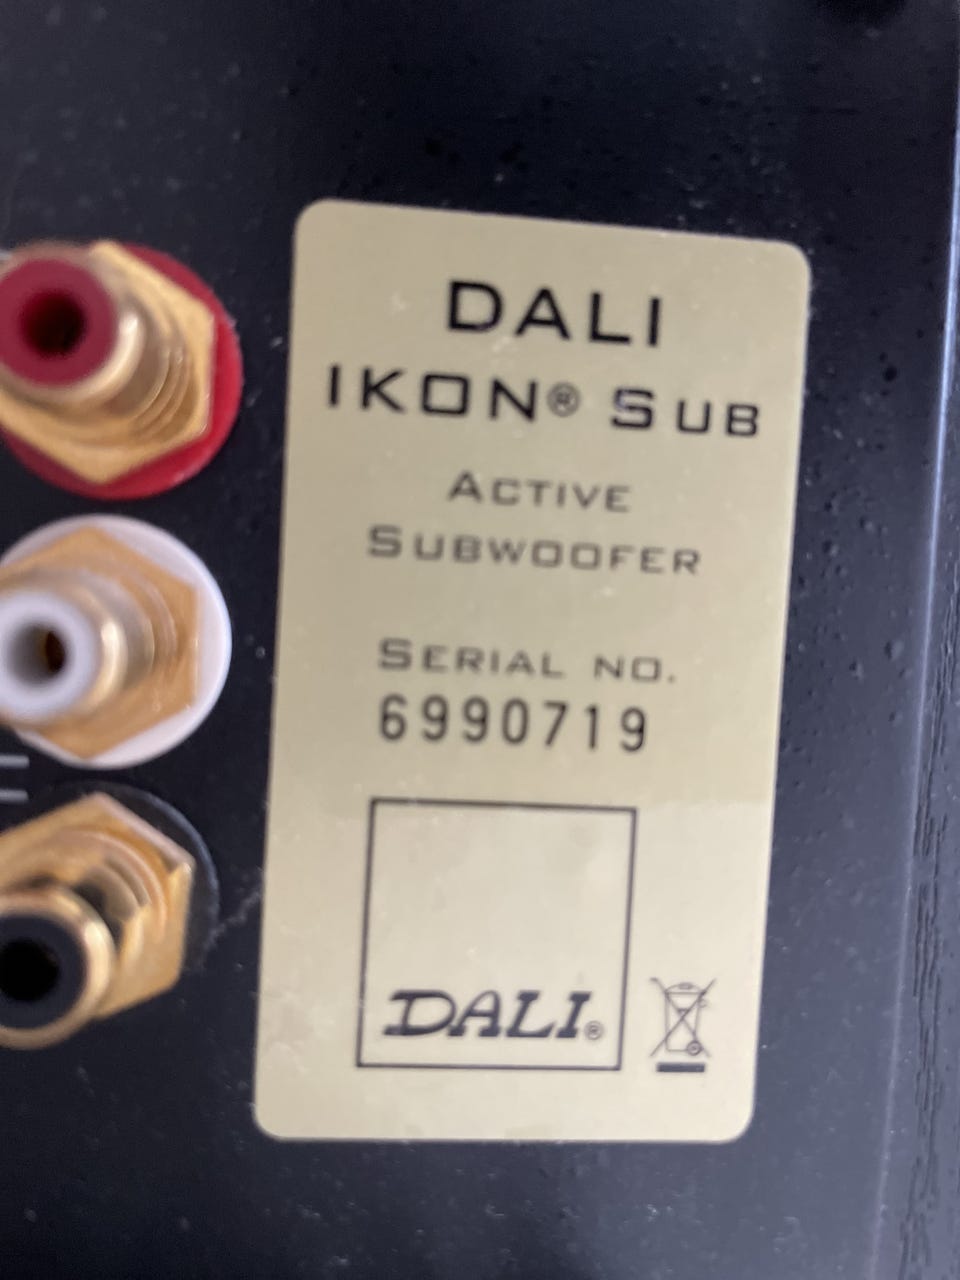 DALI
IKON® SUB
ACTIVE
SUBWOOFER
SERIAL NO.
6990719
DALI®